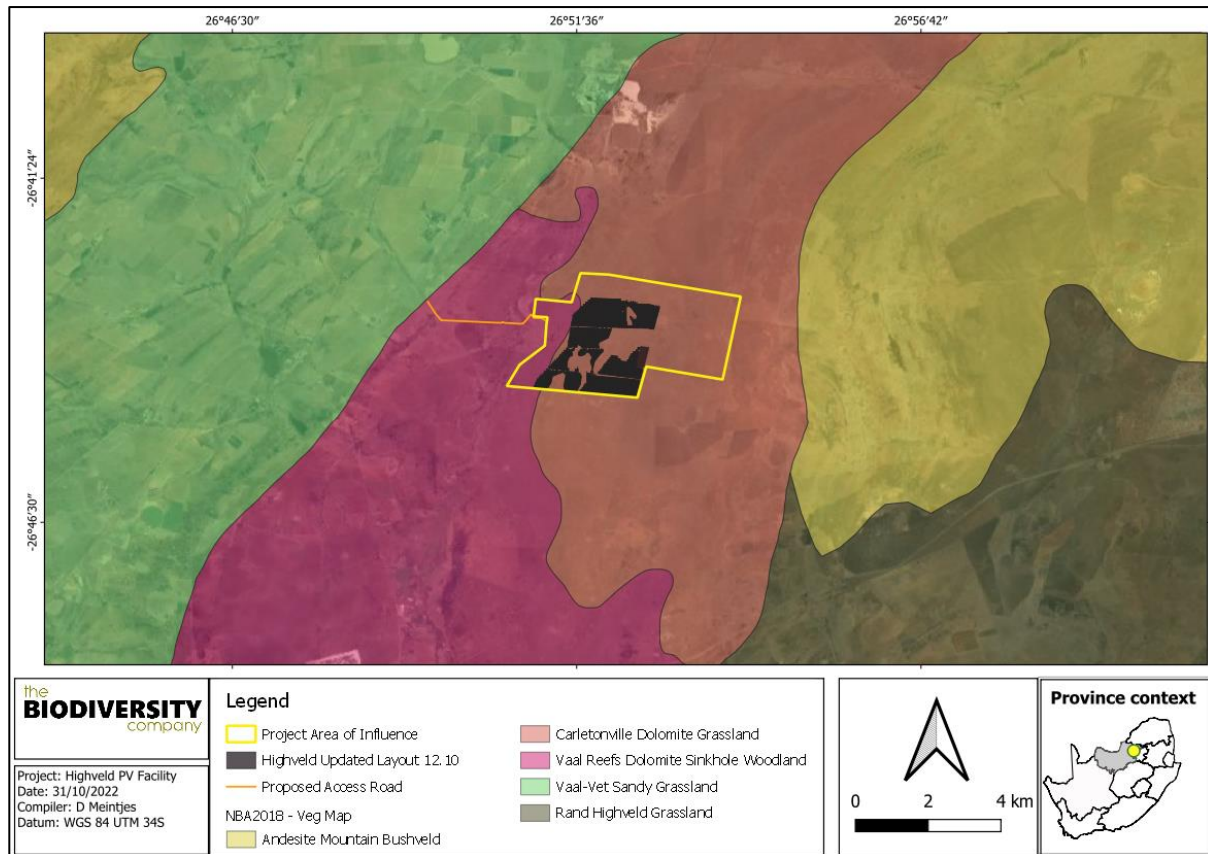 26°46′30″
26°51′36″
26°56′42″
-26°41′24″
-26°46′30″
the
BIODIVERSITY
company
Project: Highveld PV Facility
Date: 31/10/2022
Compiler: D Meintjes
Datum: WGS 84 UTM 34S
Legend
Project Area of Influence
Highveld Updated Layout 12.10
Proposed Access Road
NBA2018 - Veg Map
Andesite Mountain Bushveld
Carletonville Dolomite Grassland
Vaal Reefs Dolomite Sinkhole Woodland
Vaal-Vet Sandy Grassland
Rand Highveld Grassland
0 2 4 km
Province context